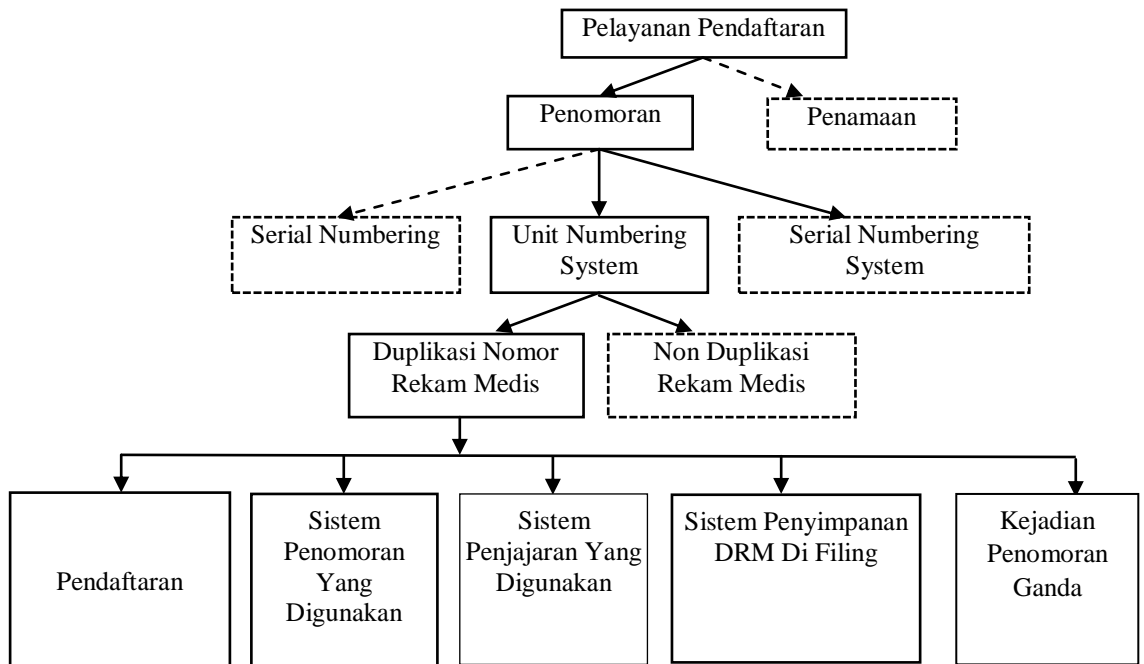 Pelayanan Pendaftaran
Penomoran
Penamaan
Serial Numbering
Unit Numbering
System
Serial Numbering
System
Duplikasi Nomor
Rekam Medis
Non Duplikasi
Rekam Medis
Pendaftaran
Sistem
Penomoran
Yang
Digunakan
Sistem
Penjajaran Yang
Digunakan
Sistem Penyimpanan
DRM Di Filing
Kejadian
Penomoran
Ganda